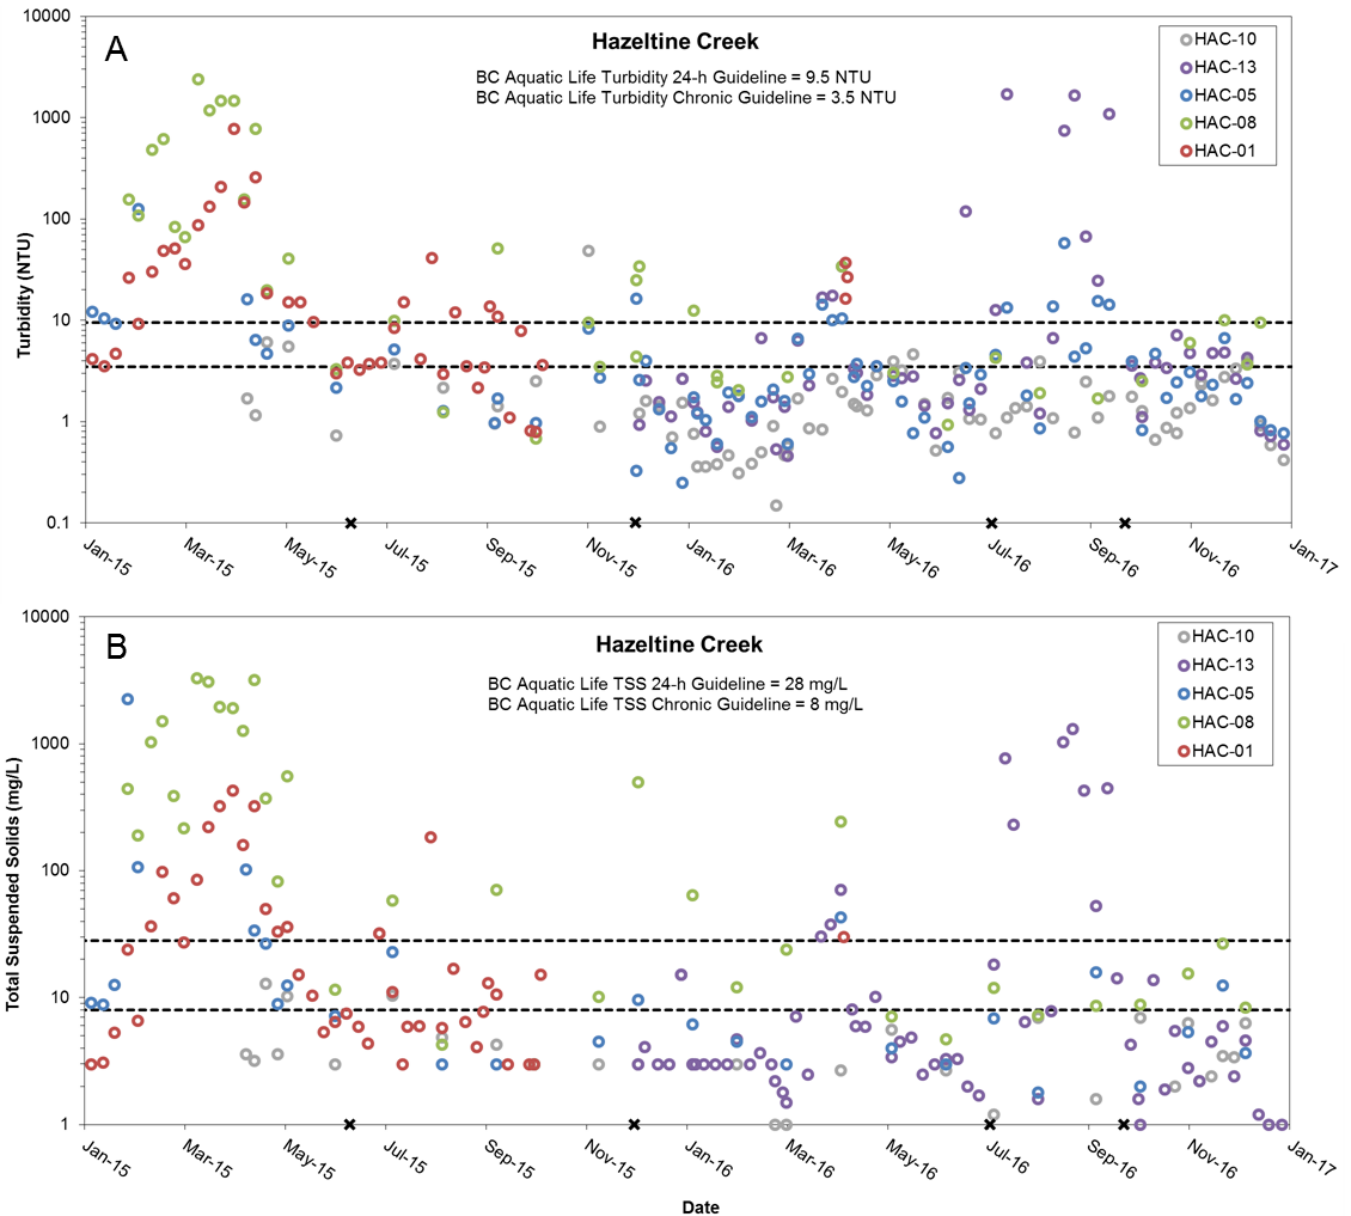 A
Hazeltine Creek
BC Aquatic Life Turbidity 24-h Guideline = 9.5 NTU
BC Aquatic Life Turbidity Chronic Guideline = 3.5 NTU
HAC-10
HAC-13
HAC-05
HAC-08
HAC-01
Turbidity (NTU)
10000
1000
100
10
1
0.1
Jan-15
Mar-15
May-15
Jul-15
Sep-15
Nov-15
Jan-16
Mar-16
May-16
Jul-16
Sep-16
Nov-16
Jan-17
B
Hazeltine Creek
BC Aquatic Life TSS 24-h Guideline = 28 mg/L
BC Aquatic Life TSS Chronic Guideline = 8 mg/L
HAC-10
HAC-13
HAC-05
HAC-08
HAC-01
Total Suspended Solids (mg/L)
10000
1000
100
10
1
Jan-15
Mar-15
May-15
Jul-15
Sep-15
Nov-15
Jan-16
Mar-16
May-16
Jul-16
Sep-16
Nov-16
Jan-17
Date